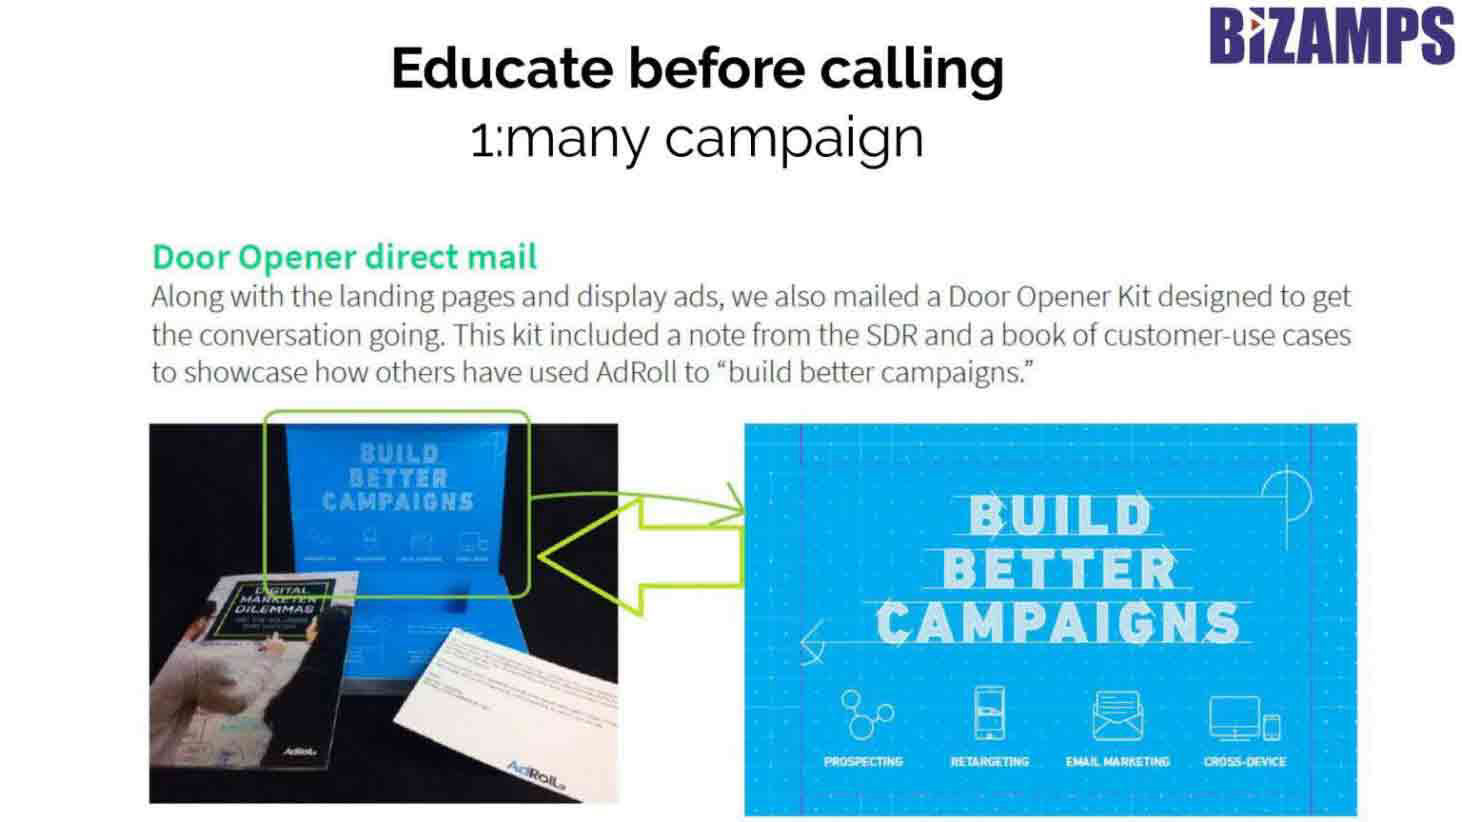 BiZAMPS
Educate before calling
1:many campaign
Door Opener direct mail
Along with the landing pages and display ads, we also mailed a Door Opener Kit designed to get
the conversation going. This kit included a note from the SDR and a book of customer-use cases
to showcase how others have used AdRoll to “build better campaigns.”
BUILD
BETTER
CAMPAIGNS
DIGITAL
MARKETER
DILEMMAS
AdRoll
AdRoll
BUILD
BETTER
CAMPAIGNS
PROSPECTING RETARGETING EMAIL MARKETING CROSS-DEVICE